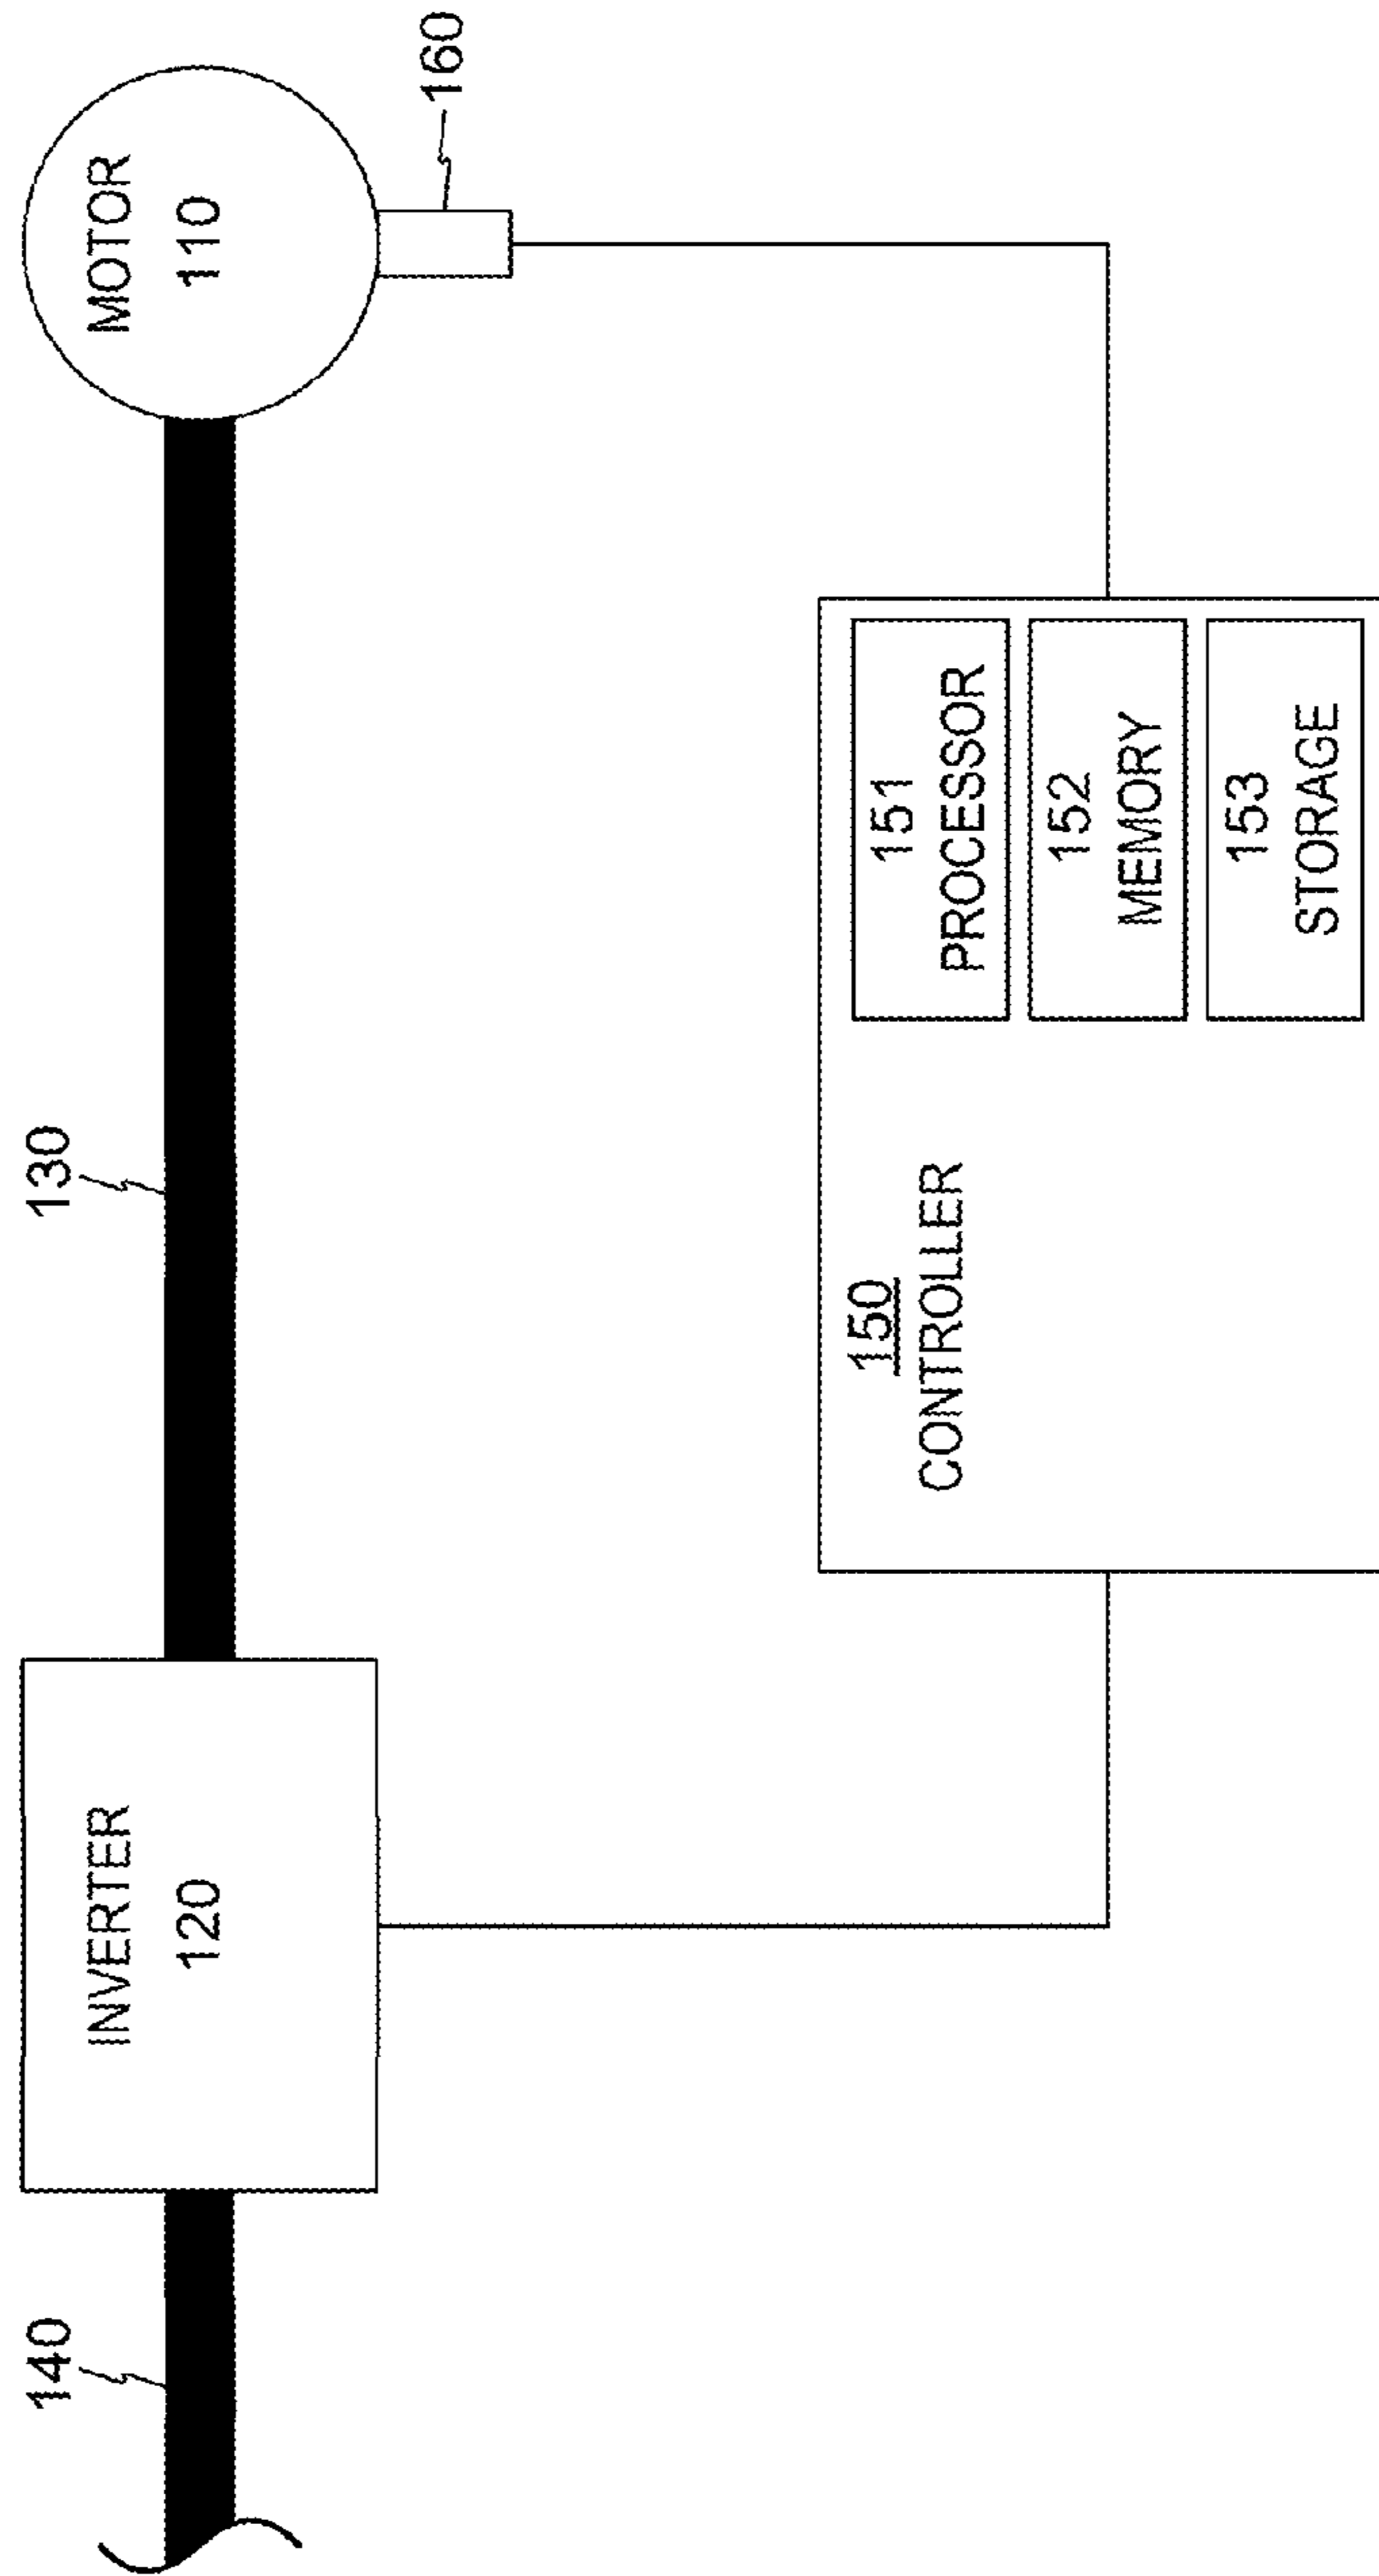 140
INVERTER
120
130
MOTOR
110
160
150
CONTROLLER
151
PROCESSOR
152
MEMORY
153
STORAGE